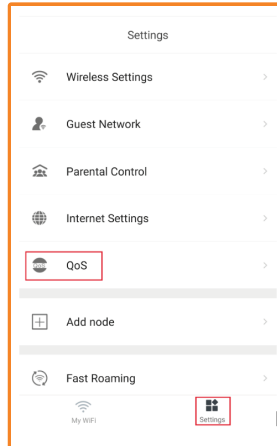 Settings
Wireless Settings
Guest Network
Parental Control
Internet Settings
QoS
Add node
Fast Roaming
My WiFi
Settings